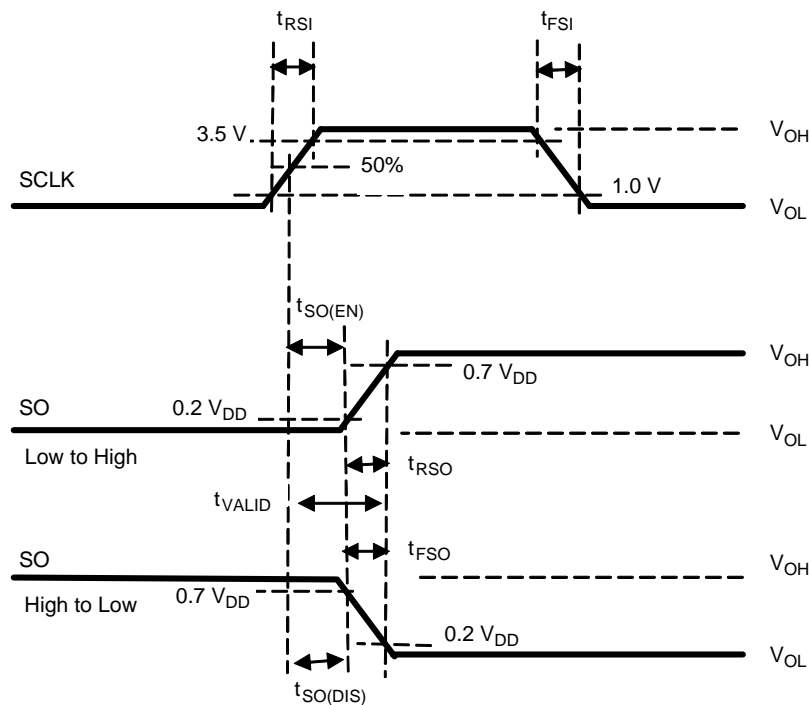 tRSI
tFSI
3.5 V
VOH
50%
SCLK
1.0 V
VOL
tSO(EN)
VOH
0.7 VDD
0.2 VDD
SO
VOL
Low to High
tRSO
tVALID
tFSO
SO
VOH
0.7 VDD
High to Low
0.2 VDD
VOL
tSO(DIS)